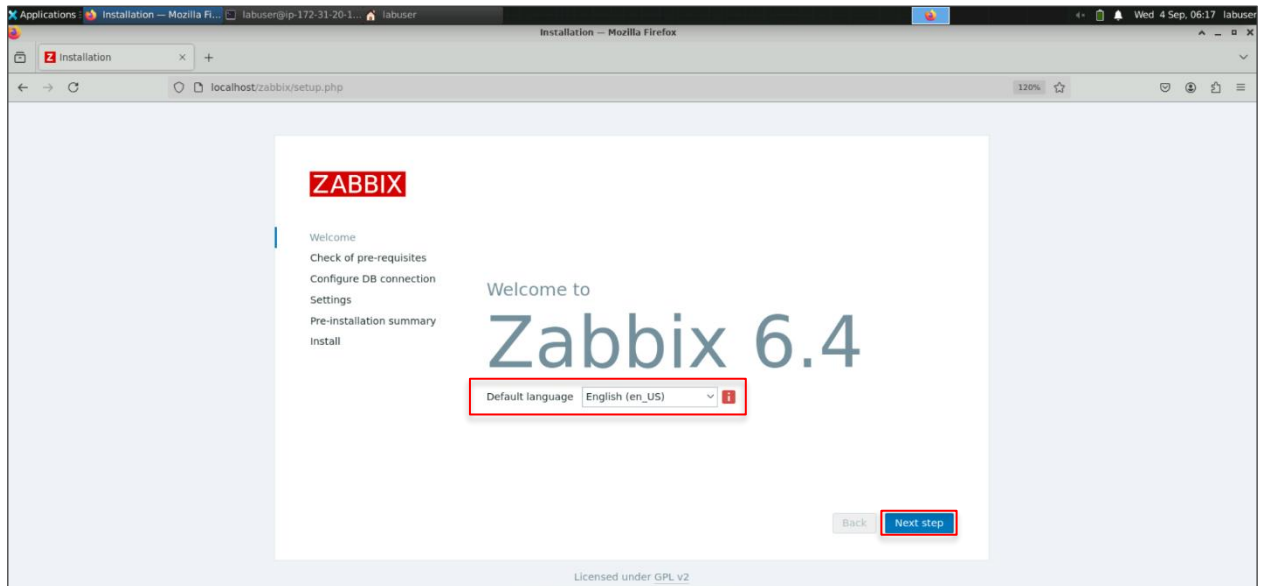 Applications
Installation — Mozilla Fi...
labuser@ip-172-31-20-1...
labuser
Wed 4 Sep, 06:17 labuser
Installation — Mozilla Firefox
Z Installation
localhost/zabbix/setup.php
120%
ZABBIX
Welcome
Check of pre-requisites
Configure DB connection
Settings
Pre-installation summary
Install
Welcome to
Zabbix 6.4
Default language English (en_US) i
Back Next step
Licensed under GPL v2